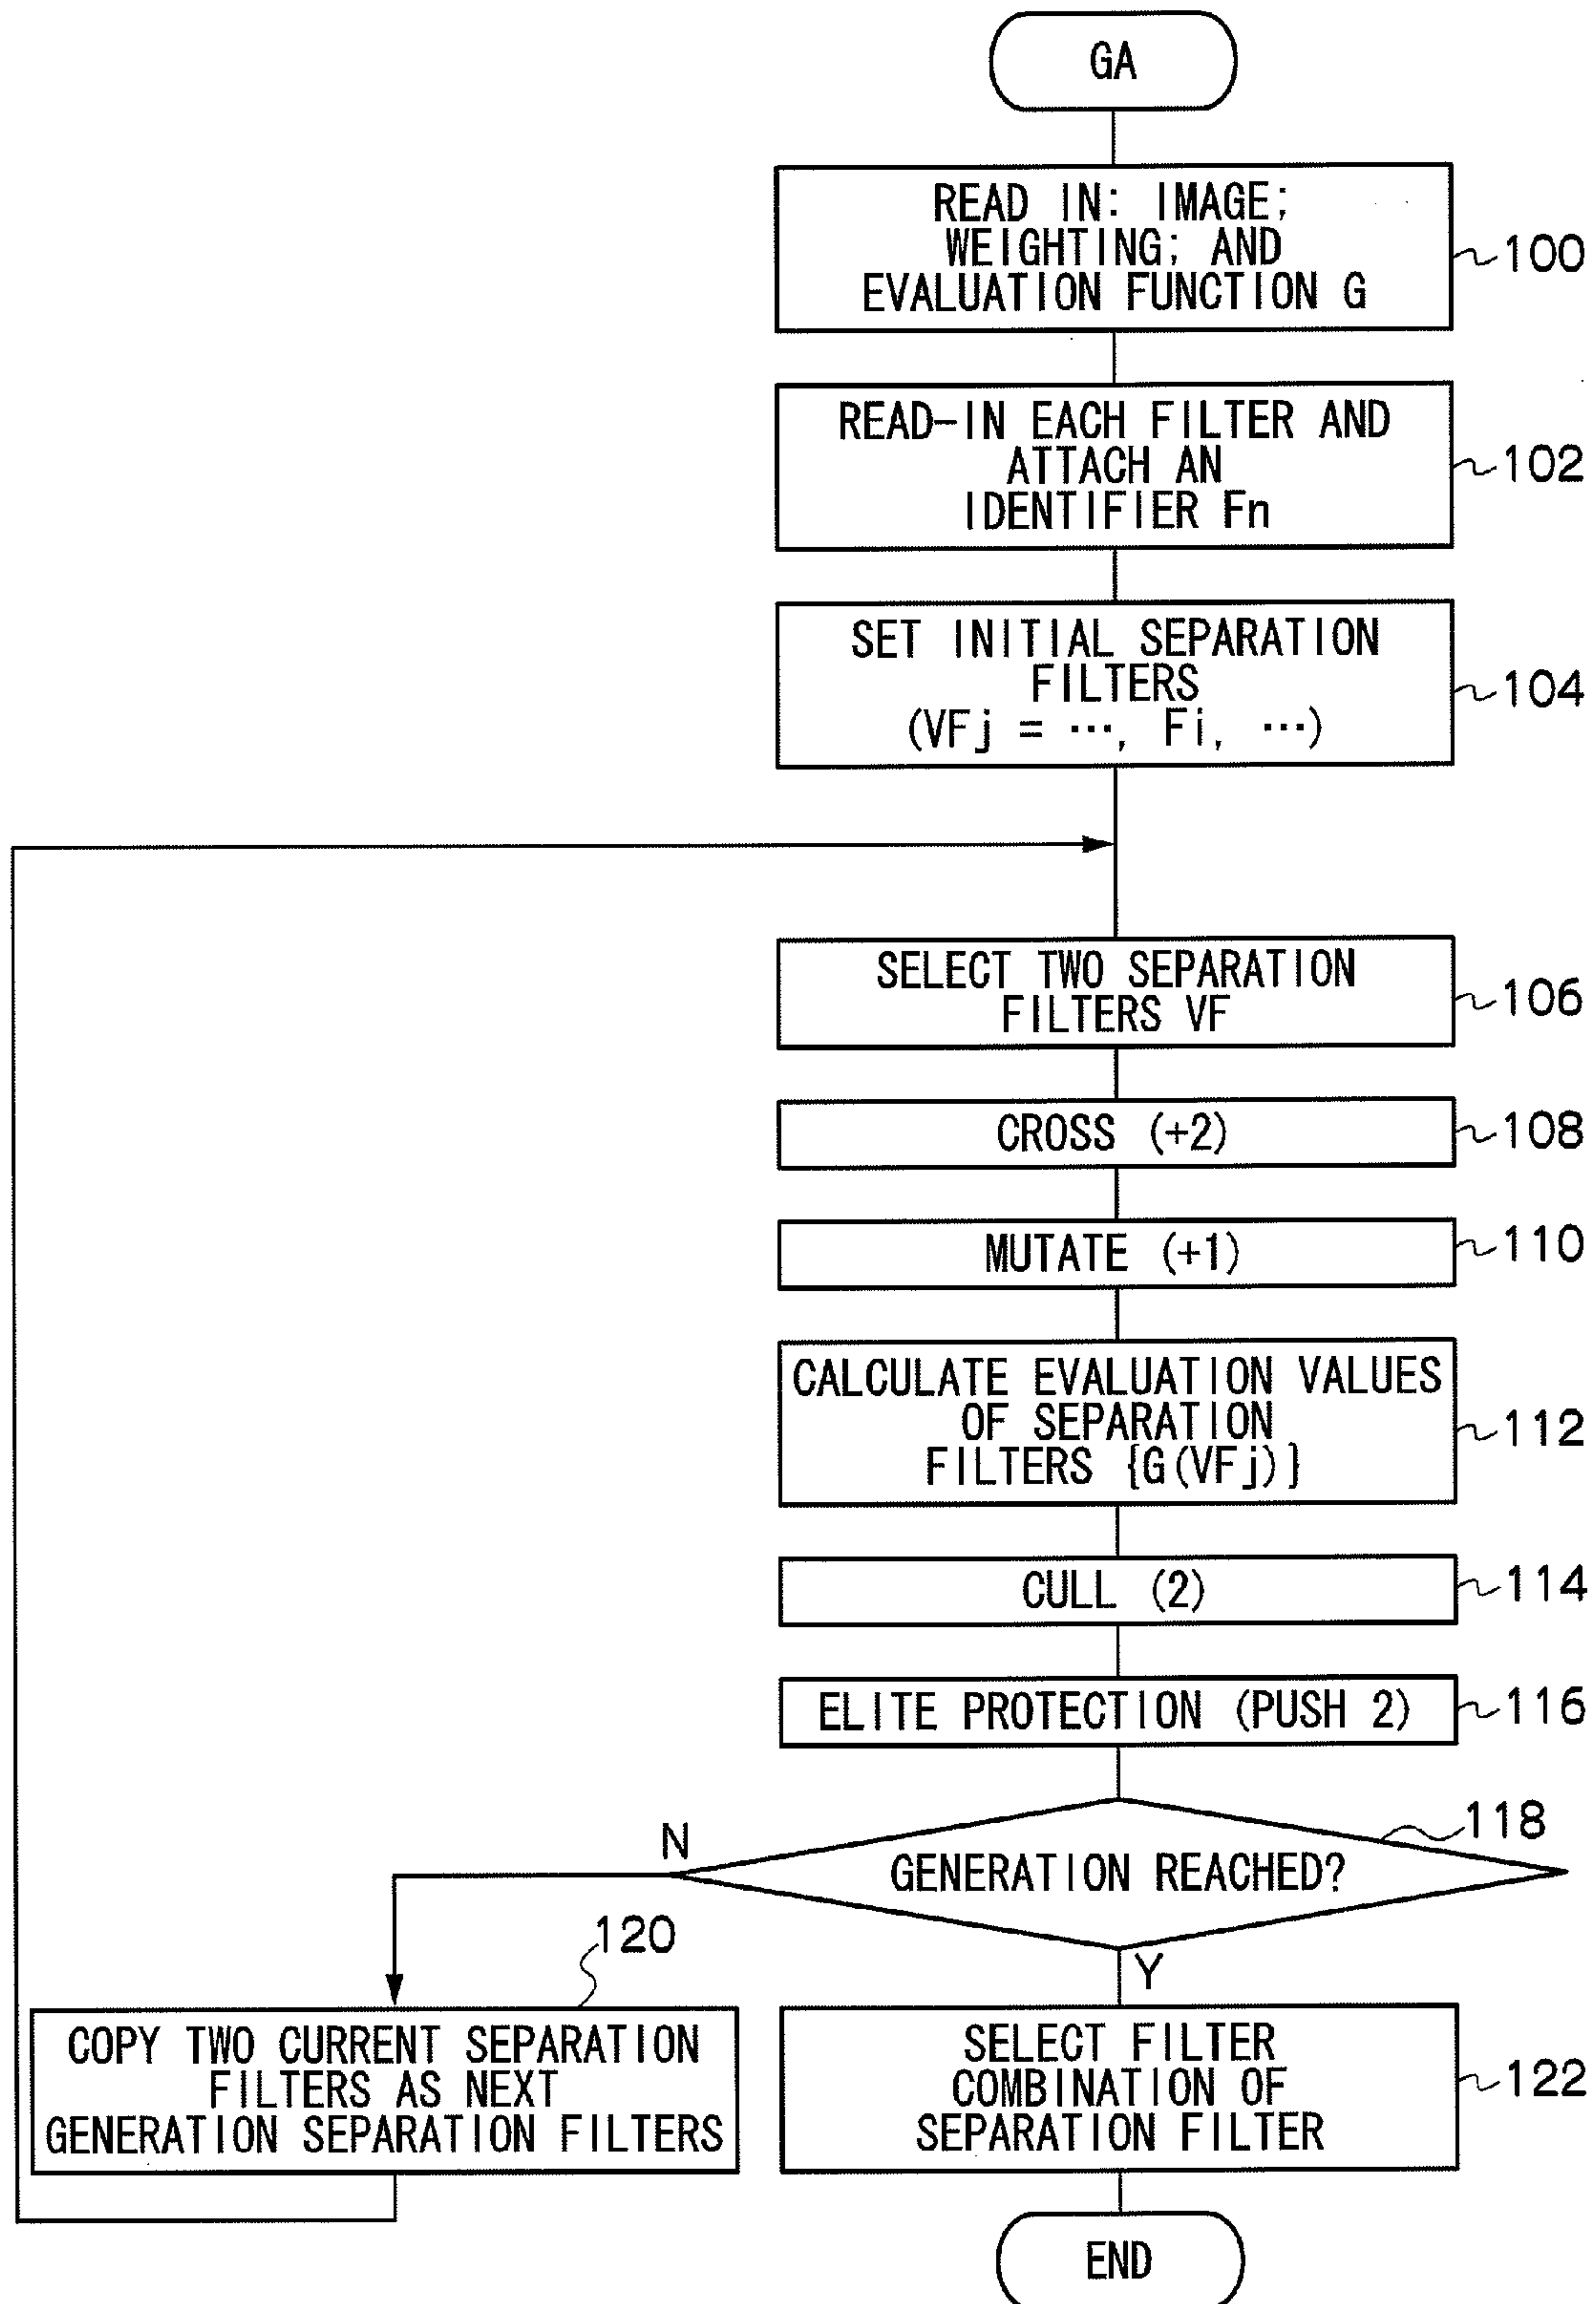 GA
READ IN: IMAGE;
WEIGHTING; AND
EVALUATION FUNCTION G
100
READ-IN EACH FILTER AND
ATTACH AN
IDENTIFIER Fn
102
SET INITIAL SEPARATION
FILTERS
(VFj = …, Fi, …)
104
SELECT TWO SEPARATION
FILTERS VF
106
CROSS (+2)
108
MUTATE (+1)
110
CALCULATE EVALUATION VALUES
OF SEPARATION
FILTERS {G(VFj)}
112
CULL (2)
114
ELITE PROTECTION (PUSH 2)
116
GENERATION REACHED?
118
N
Y
120
COPY TWO CURRENT SEPARATION
FILTERS AS NEXT
GENERATION SEPARATION FILTERS
SELECT FILTER
COMBINATION OF
SEPARATION FILTER
122
END